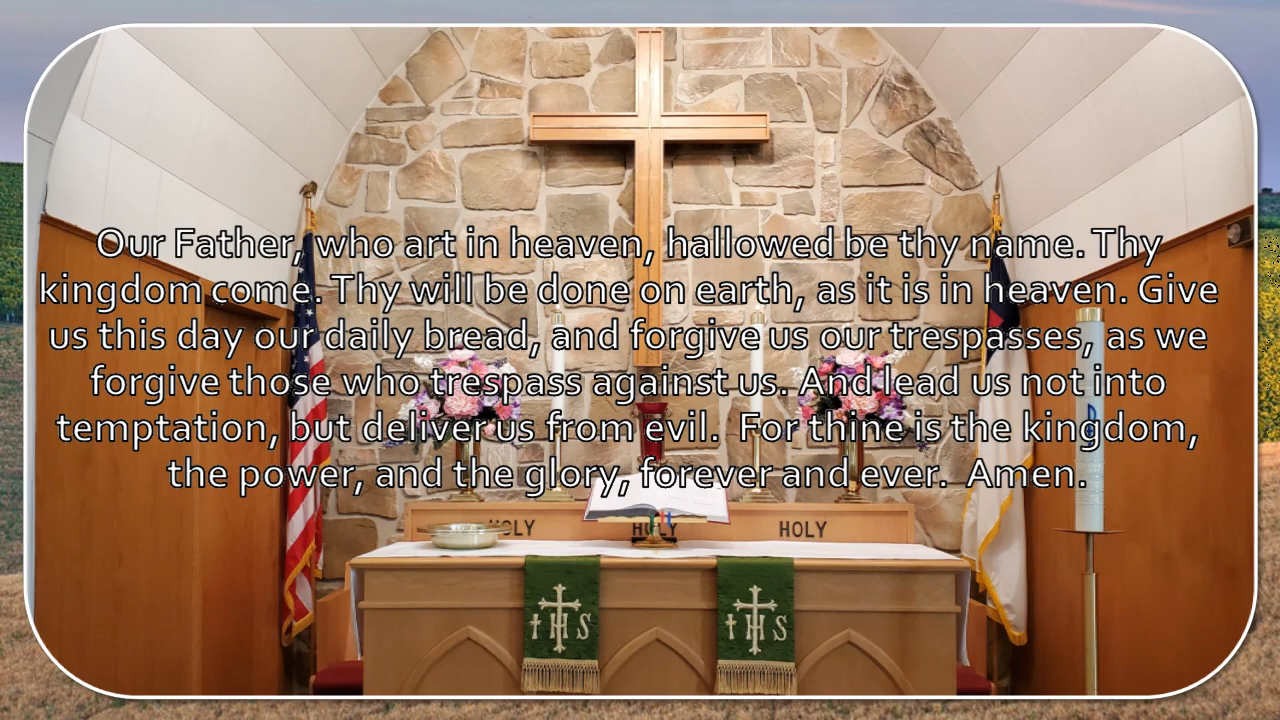 Our Father, who art in heaven, hallowed be thy name. Thy
kingdom come. Thy will be done on earth, as it is in heaven. Give
us this day our daily bread, and forgive us our trespasses, as we
forgive those who trespass against us. And lead us not into
temptation, but deliver us from evil.  For thine is the kingdom,
the power, and the glory, forever and ever.  Amen.
HOLY HOLY HOLY
IHS IHS